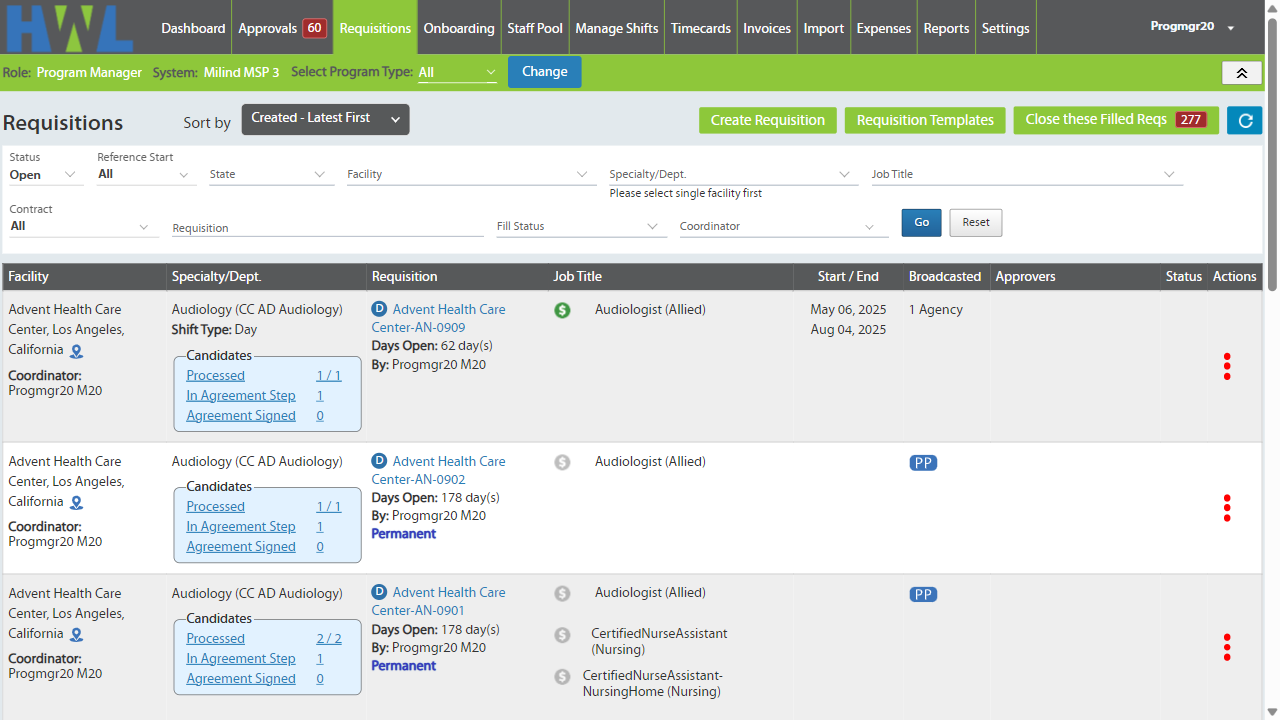 HWL
Dashboard Approvals 60 Requisitions Onboarding Staff Pool Manage Shifts Timecards Invoices Import Expenses Reports Settings Progmgr20
Role: Program Manager System: Milind MSP 3 Select Program Type: All Change
Requisitions Sort by Created - Latest First Create Requisition Requisition Templates Close these Filled Reqs 277
Status Reference Start
Open All State Facility Specialty/Dept. Job Title
Please select single facility first
Contract
All Requisition Fill Status Coordinator Go Reset
Facility Specialty/Dept. Requisition Job Title Start / End Broadcasted Approvers Status Actions
Advent Health Care
Center, Los Angeles,
California
Coordinator:
Progmgr20 M20
Audiology (CC AD Audiology)
Shift Type: Day
Candidates
Processed 1 / 1
In Agreement Step 1
Agreement Signed 0
D Advent Health Care
Center-AN-0909
Days Open: 62 day(s)
By: Progmgr20 M20
$ Audiologist (Allied)
May 06, 2025
Aug 04, 2025
1 Agency
Advent Health Care
Center, Los Angeles,
California
Coordinator:
Progmgr20 M20
Audiology (CC AD Audiology)
Candidates
Processed 1 / 1
In Agreement Step 1
Agreement Signed 0
D Advent Health Care
Center-AN-0902
Days Open: 178 day(s)
By: Progmgr20 M20
Permanent
$ Audiologist (Allied)
PP
Advent Health Care
Center, Los Angeles,
California
Coordinator:
Progmgr20 M20
Audiology (CC AD Audiology)
Candidates
Processed 2 / 2
In Agreement Step 1
Agreement Signed 0
D Advent Health Care
Center-AN-0901
Days Open: 178 day(s)
By: Progmgr20 M20
Permanent
$ Audiologist (Allied)
$ CertifiedNurseAssistant
(Nursing)
$ CertifiedNurseAssistant-
NursingHome (Nursing)
PP